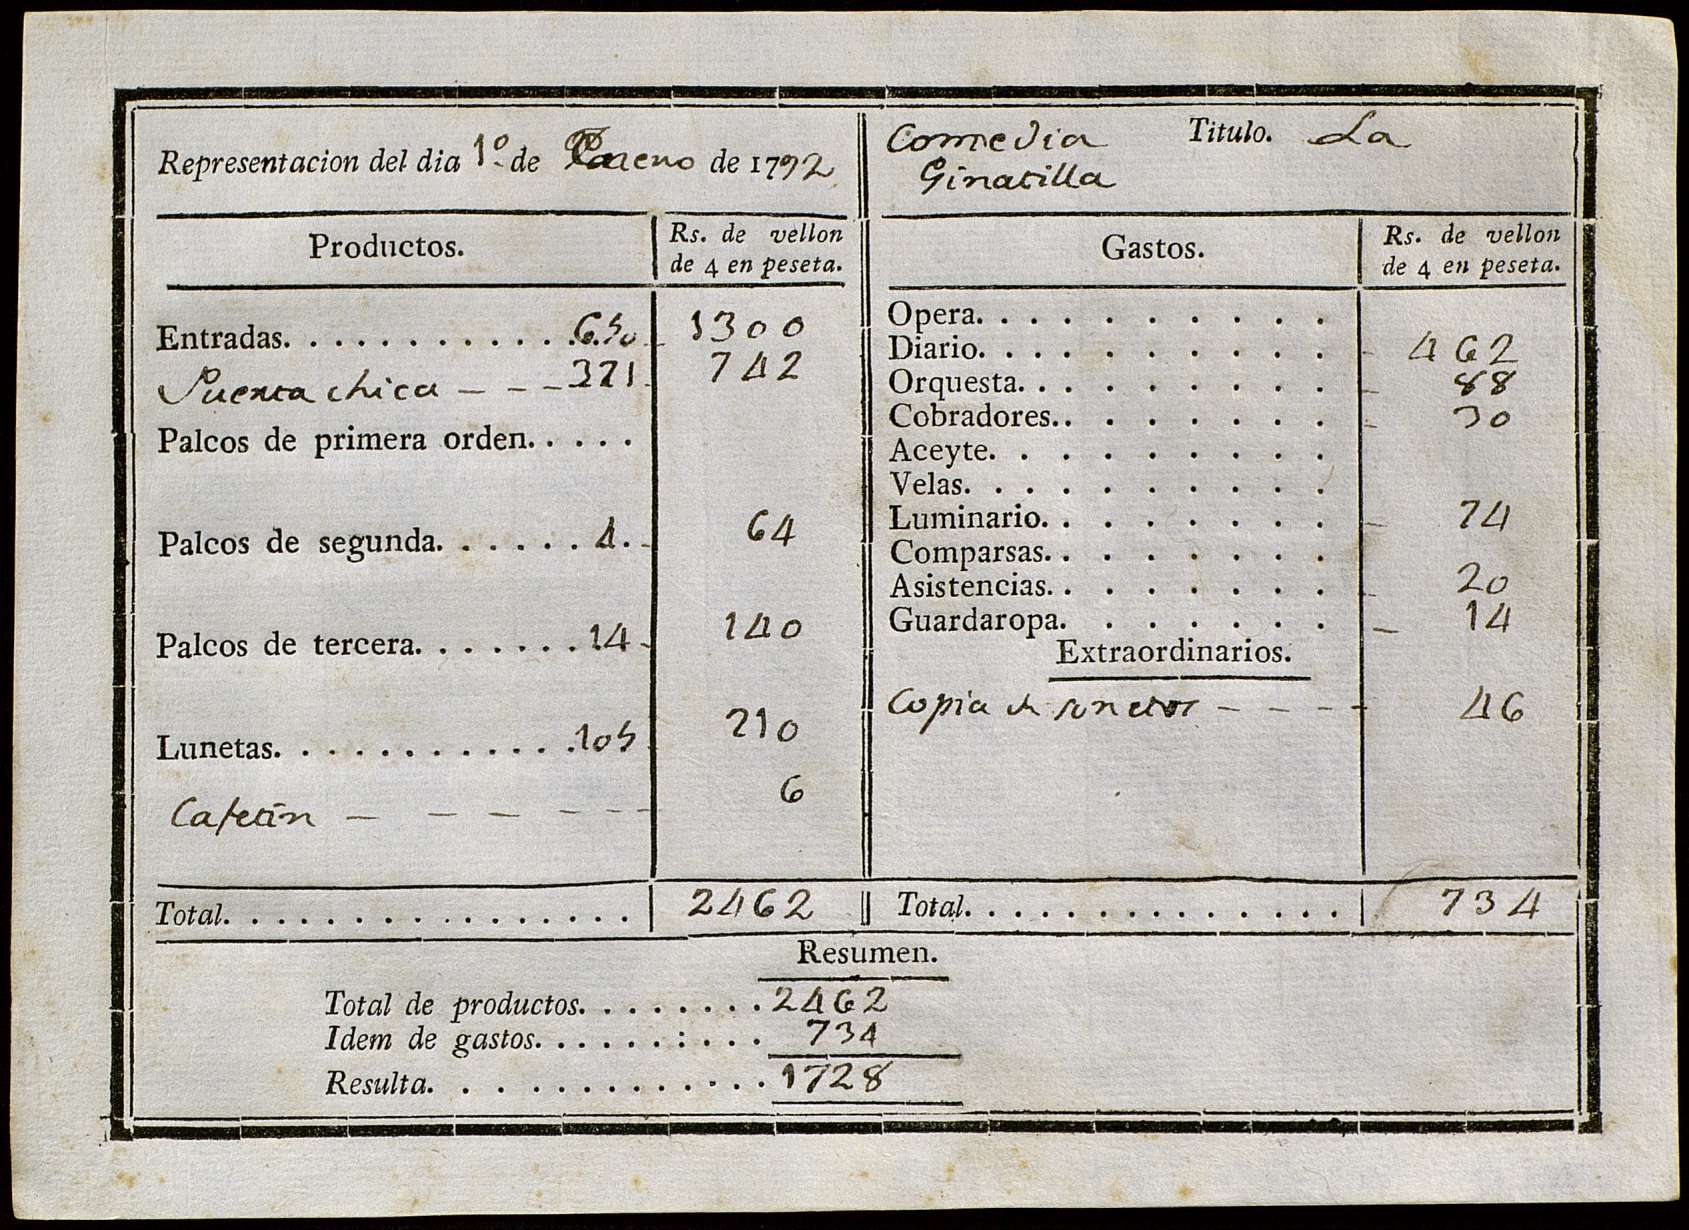 Representacion del dia 1º de de 1792
Comedia Titulo. La
Ginatilla
Productos. Rs. de vellon
de 4 en peseta.
Entradas. . . . . . . . . . . . 650 1300
Puerta chica - - - 371 742
Palcos de primera orden. . . . .
Palcos de segunda. . . . . . 4. 64
Palcos de tercera. . . . . . . 14 140
Lunetas. . . . . . . . . . . . 105 210
Cafetin - - - - - - 6
Total. . . . . . . . . . . . . . . . 2462
Gastos. Rs. de vellon
de 4 en peseta.
Opera. . . . . . . . . .
Diario. . . . . . . . . . 462
Orquesta. . . . . . . . . 88
Cobradores. . . . . . . . 30
Aceyte. . . . . . . . .
Velas. . . . . . . . . .
Luminario. . . . . . . . 74
Comparsas. . . . . . . .
Asistencias. . . . . . . . 20
Guardaropa. . . . . . . 14
Extraordinarios.
Copia de sonetos - - - - 46
Total. . . . . . . . . . . . . . 734
Resumen.
Total de productos. . . . . . . . 2462
Idem de gastos. . . . . . : . . . 734
Resulta. . . . . . . . . . . . . 1728